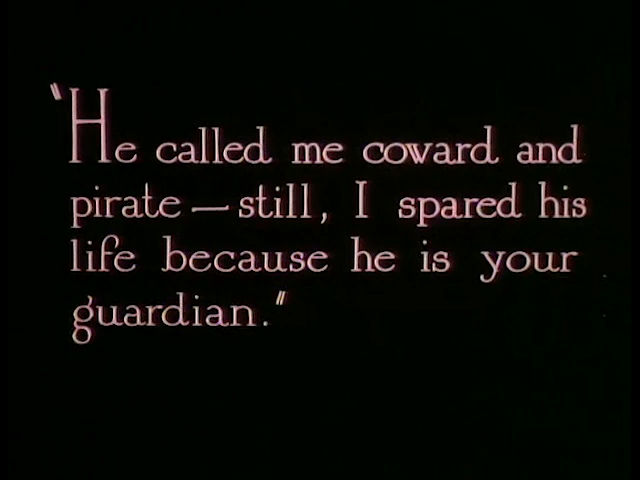 "He called me coward and
pirate — still, I spared his
life because he is your
guardian."